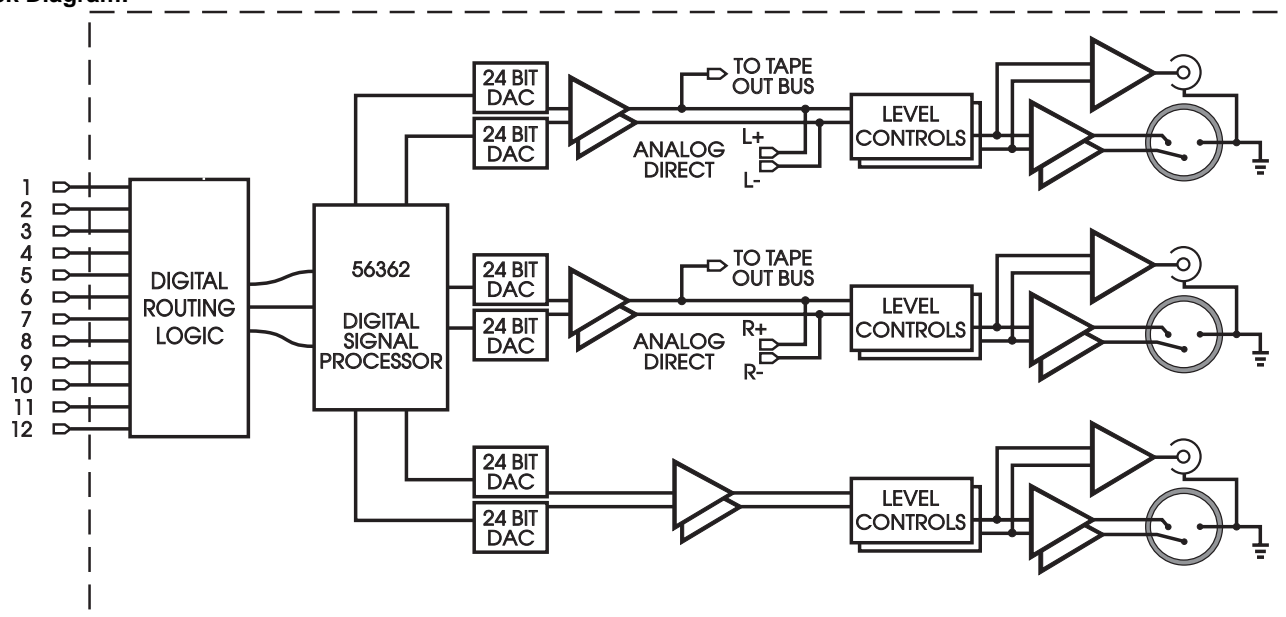 1
2
3
4
5
6
7
8
9
10
11
12
DIGITAL
ROUTING
LOGIC
56362
DIGITAL
SIGNAL
PROCESSOR
24 BIT
DAC
24 BIT
DAC
TO TAPE
OUT BUS
ANALOG
DIRECT
L+
L-
LEVEL
CONTROLS
24 BIT
DAC
24 BIT
DAC
TO TAPE
OUT BUS
ANALOG
DIRECT
R+
R-
LEVEL
CONTROLS
24 BIT
DAC
24 BIT
DAC
LEVEL
CONTROLS